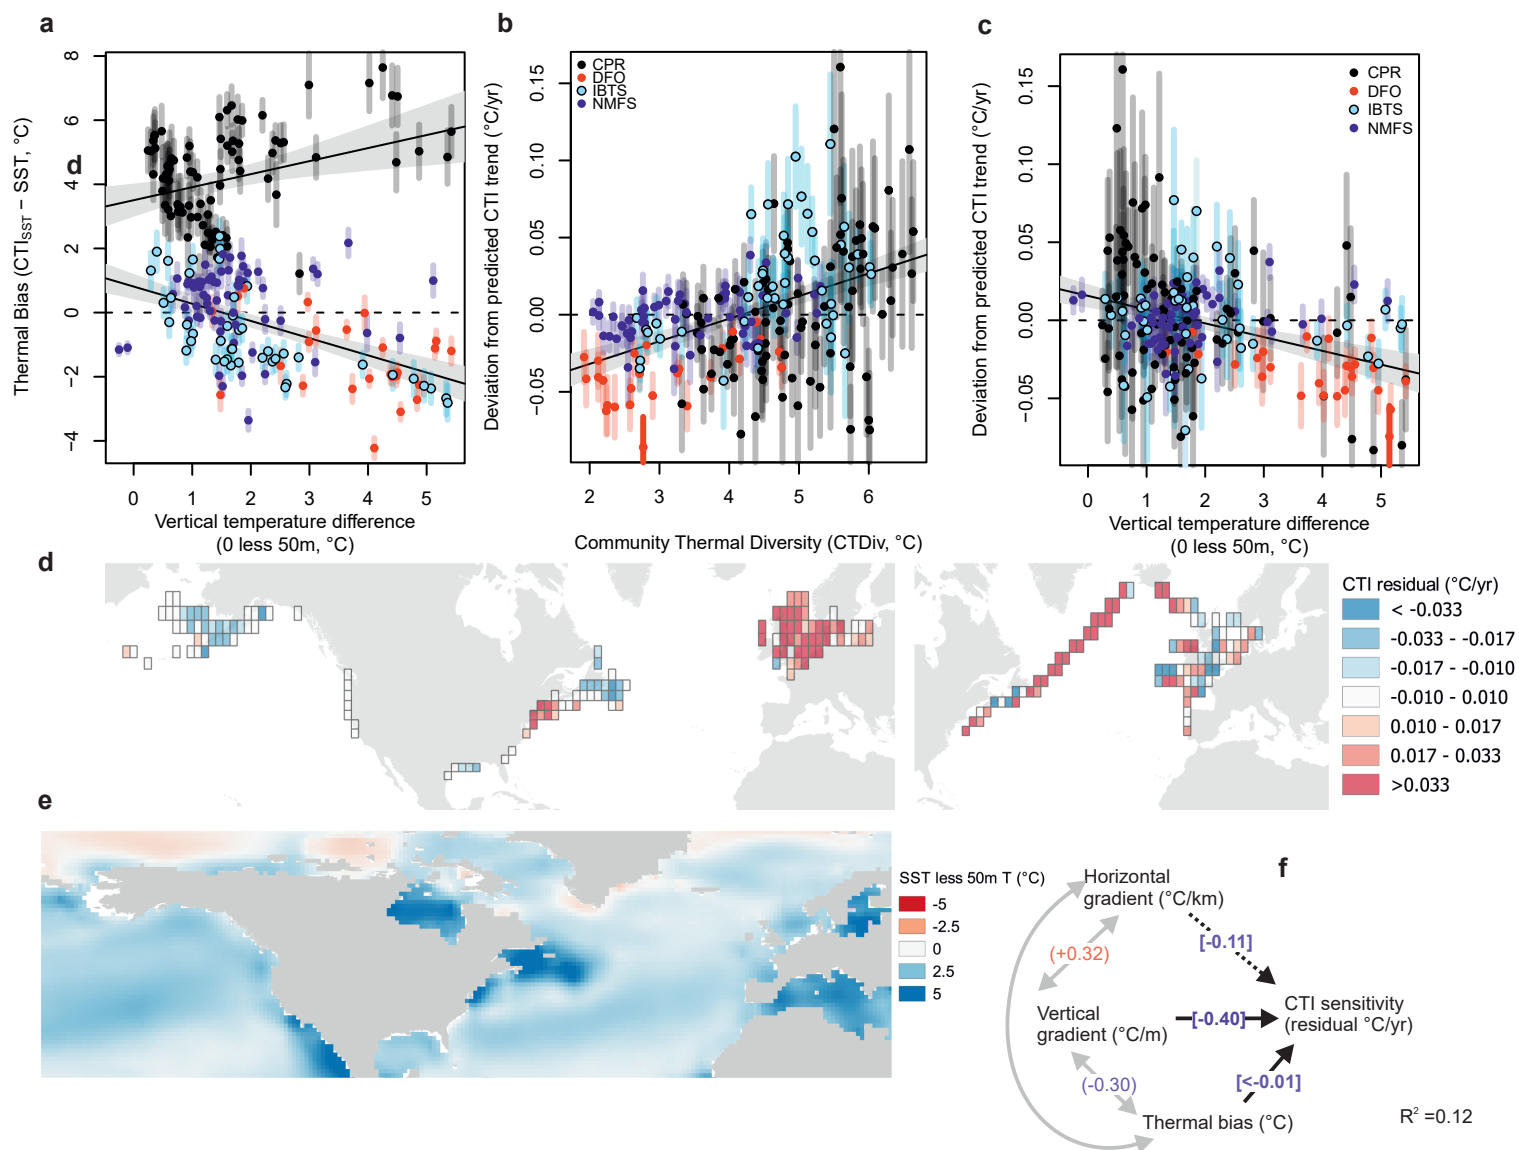 a
8
6
4
2
0
−2
−4
Thermal Bias (CTISST − SST, °C)
d
0 1 2 3 4 5
Vertical temperature difference
(0 less 50m, °C)
b
CPR
DFO
IBTS
NMFS
0.15
0.10
0.05
0.00
−0.05
Deviation from predicted CTI trend (°C/yr)
2 3 4 5 6
Community Thermal Diversity (CTDiv, °C)
c
CPR
DFO
IBTS
NMFS
0.15
0.10
0.05
0.00
−0.05
Deviation from predicted CTI trend (°C/yr)
0 1 2 3 4 5
Vertical temperature difference
(0 less 50m, °C)
d
CTI residual (°C/yr)
< -0.033
-0.033 - -0.017
-0.017 - -0.010
-0.010 - 0.010
0.010 - 0.017
0.017 - 0.033
>0.033
e
SST less 50m T (°C)
-5
-2.5
0
2.5
5
f
Horizontal
gradient (°C/km)
[-0.11]
(+0.32)
Vertical
gradient (°C/m)
[-0.40]
CTI sensitivity
(residual °C/yr)
(-0.30)
[<-0.01]
Thermal bias (°C)
R2 =0.12